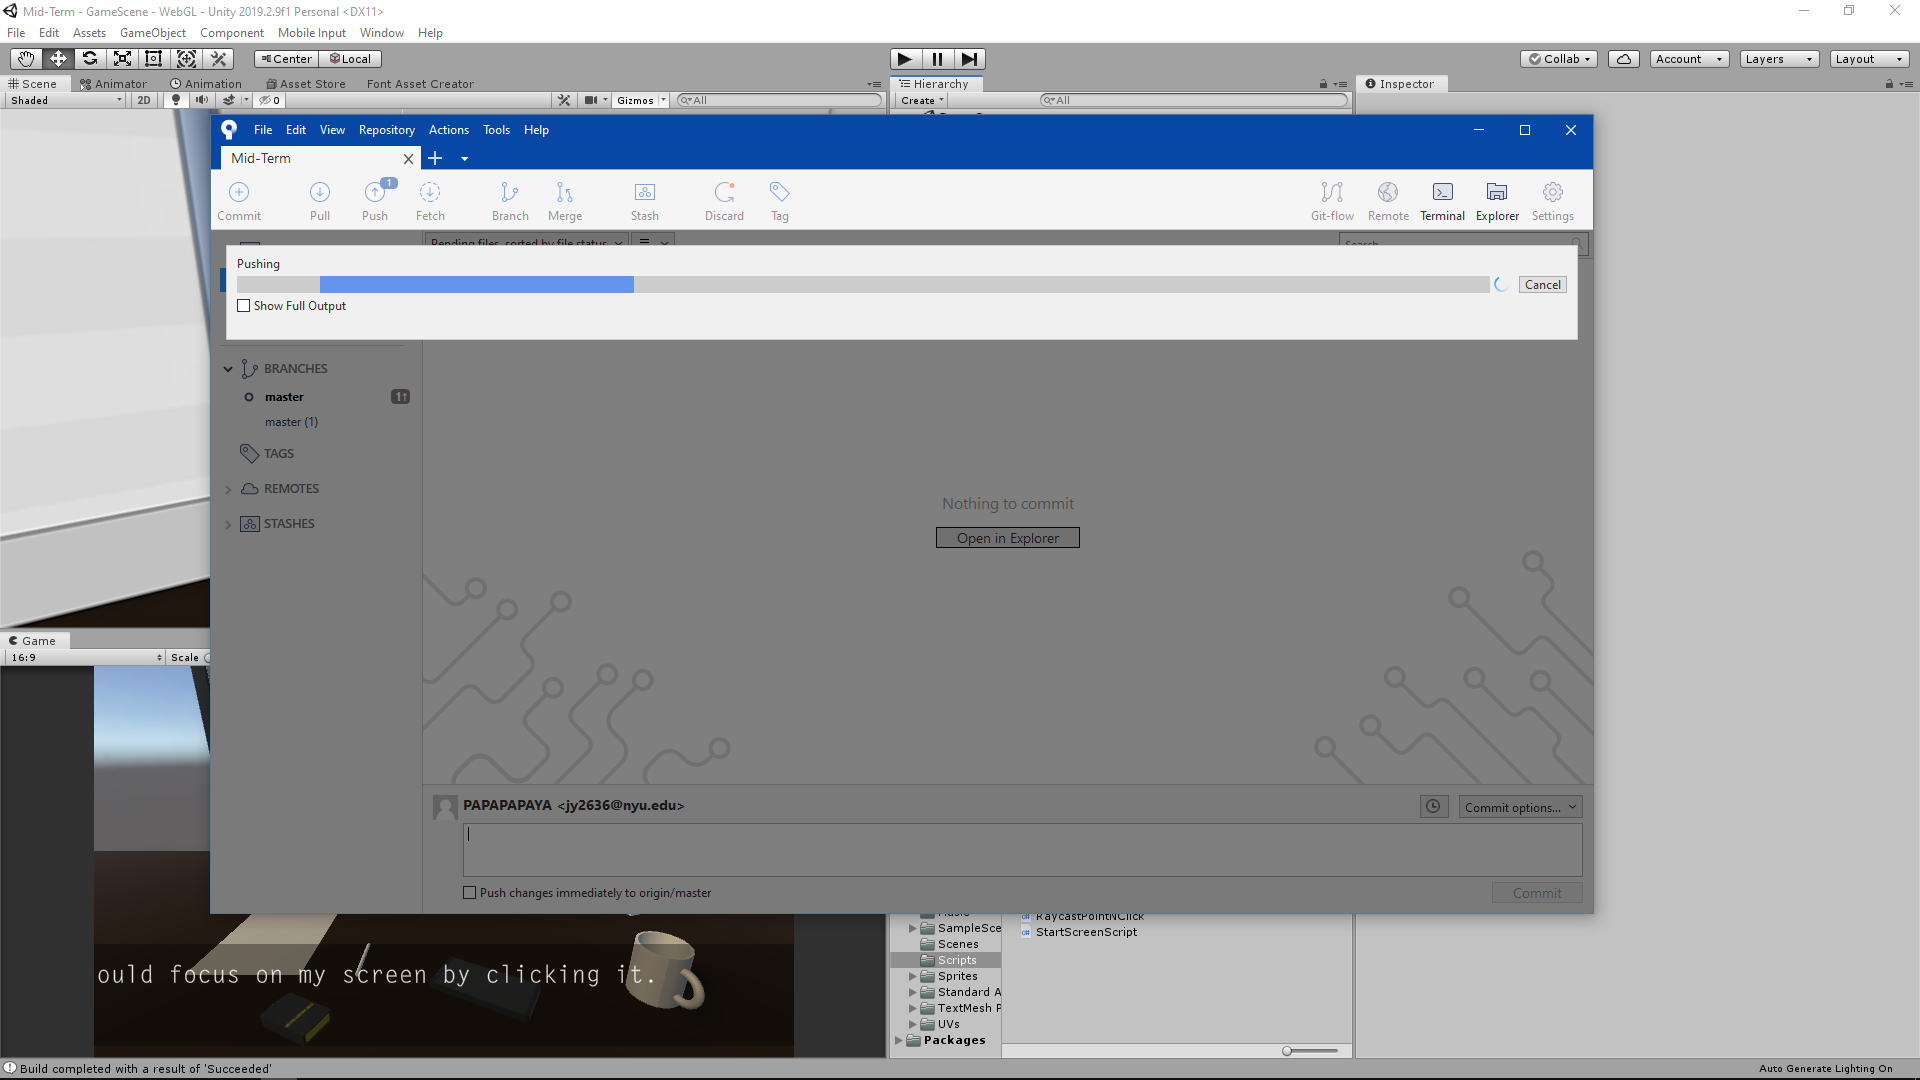 Mid-Term - GameScene - WebGL - Unity 2019.2.9f1 Personal <DX11>
File Edit Assets GameObject Component Mobile Input Window Help
Center Local Collab Account Layers Layout
Scene Animator Animation Asset Store Font Asset Creator Hierarchy Inspector
Shaded 2D 0 Gizmos All Create All
File Edit View Repository Actions Tools Help
Mid-Term
1
Commit Pull Push Fetch Branch Merge Stash Discard Tag Git-flow Remote Terminal Explorer Settings
Pending files, sorted by file status Search
Pushing
Cancel
Show Full Output
BRANCHES
master 1↑
master (1)
TAGS
REMOTES
STASHES
Nothing to commit
Open in Explorer
Game
16:9 Scale
PAPAPAPAYA <jy2636@nyu.edu>
Commit options...
Push changes immediately to origin/master
Commit
ould focus on my screen by clicking it.
Music RaycastPointNClick
SampleSce StartScreenScript
Scenes
Scripts
Sprites
Standard A
TextMesh P
UVs
Packages
Build completed with a result of 'Succeeded' Auto Generate Lighting On